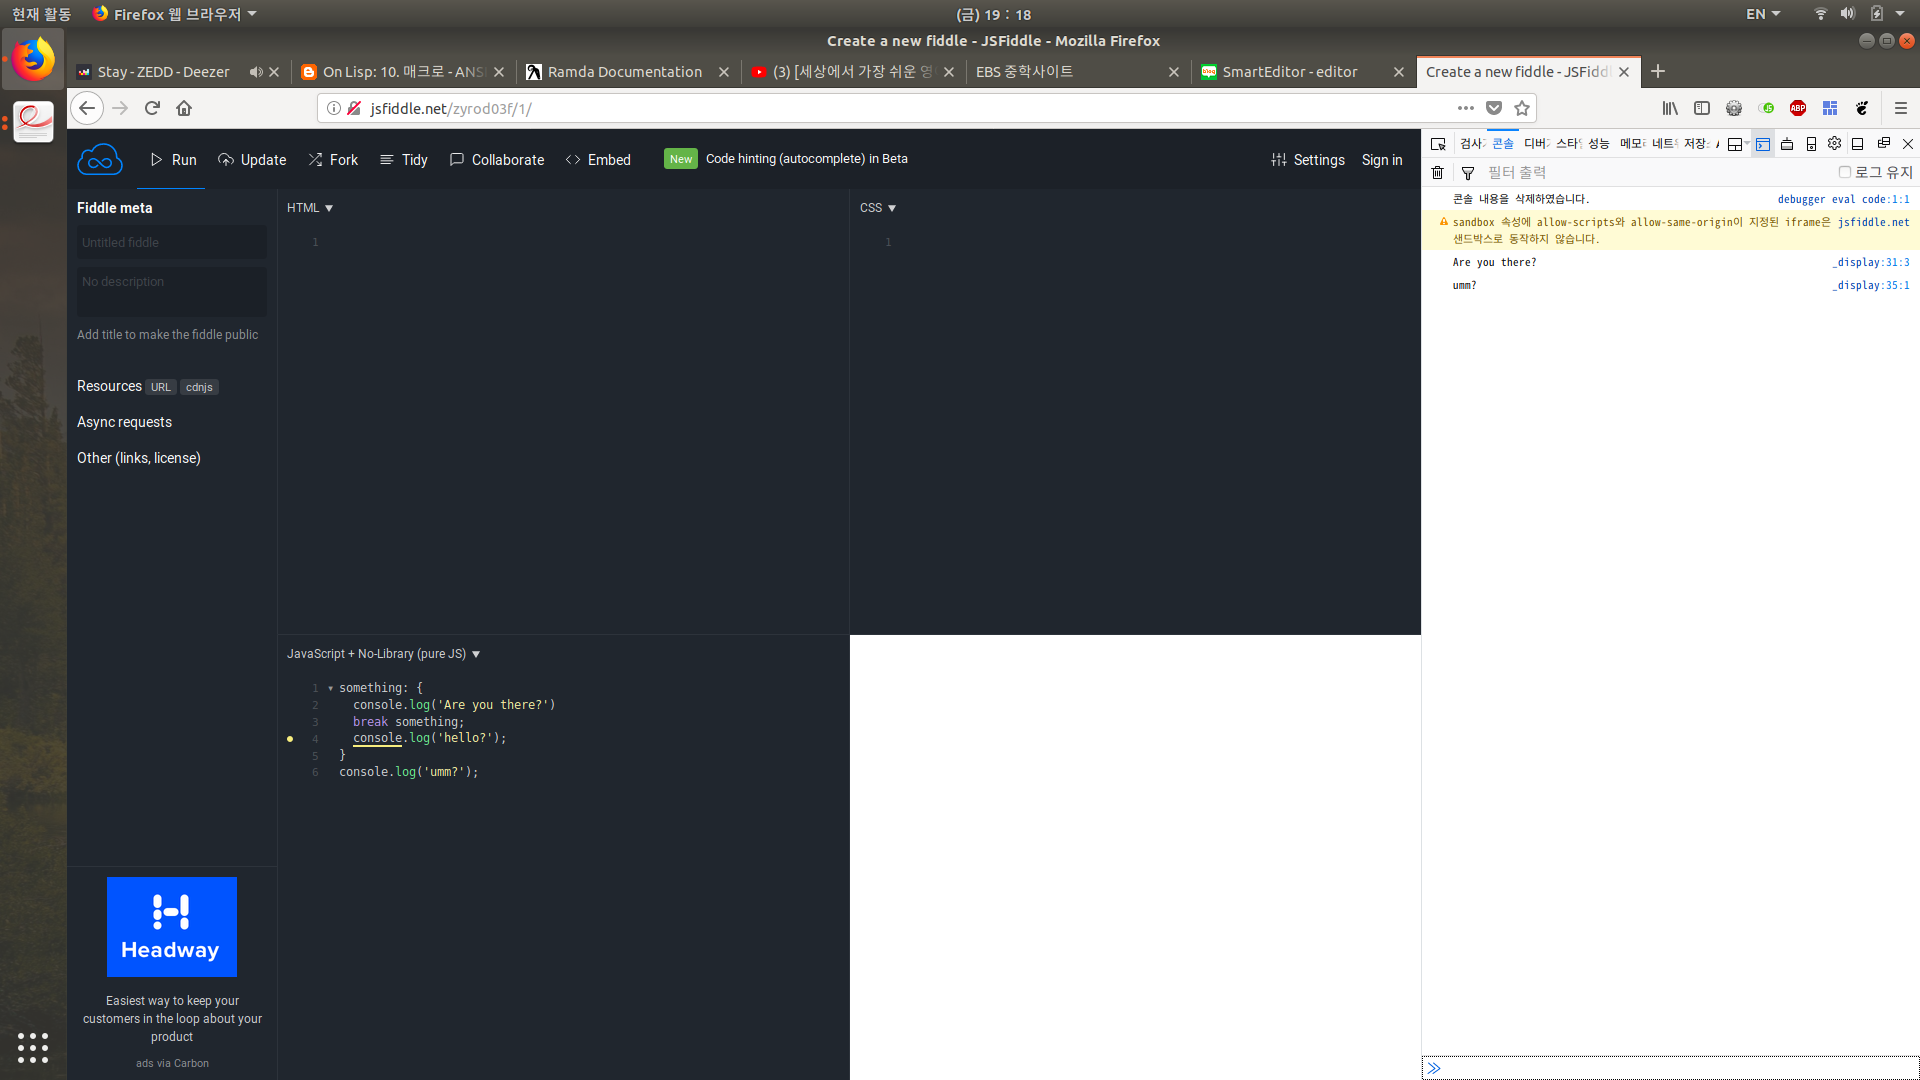 현재 활동
Firefox 웹 브라우저
(금) 19 : 18
EN
Create a new fiddle - JSFiddle - Mozilla Firefox
Stay - ZEDD - Deezer
On Lisp: 10. 매크로 - ANS
Ramda Documentation
(3) [세상에서 가장 쉬운 영
EBS 중학사이트
SmartEditor - editor
Create a new fiddle - JSFiddl
jsfiddle.net/zyrod03f/1/
Run
Update
Fork
Tidy
Collaborate
Embed
New
Code hinting (autocomplete) in Beta
Settings
Sign in
Fiddle meta
Untitled fiddle
No description
Add title to make the fiddle public
Resources URL cdnjs
Async requests
Other (links, license)
Headway
Easiest way to keep your
customers in the loop about your
product
ads via Carbon
HTML ▼
1
CSS ▼
1
JavaScript + No-Library (pure JS) ▼
1 something: {
2 console.log('Are you there?')
3 break something;
4 console.log('hello?');
5 }
6 console.log('umm?');
검사
콘솔
디버
스타
성능
메모
네트
저장
필터 출력
로그 유지
콘솔 내용을 삭제하였습니다. debugger eval code:1:1
sandbox 속성에 allow-scripts와 allow-same-origin이 지정된 iframe은 jsfiddle.net
샌드박스로 동작하지 않습니다.
Are you there? _display:31:3
umm? _display:35:1